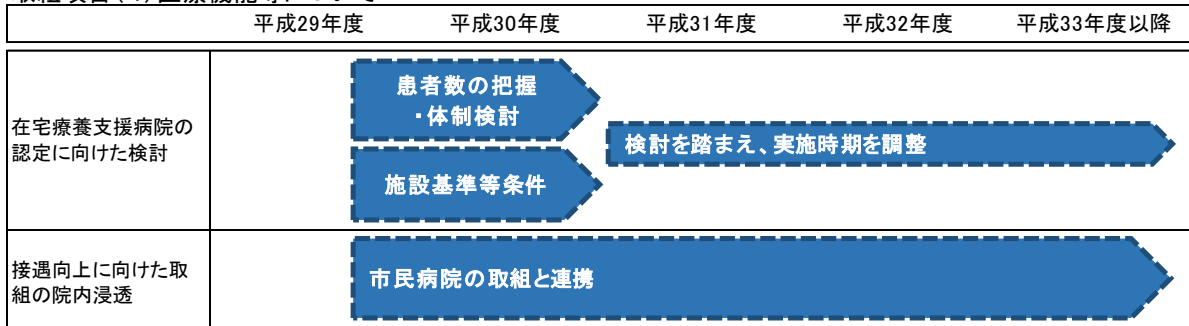 平成29年度 平成30年度 平成31年度 平成32年度 平成33年度以降
在宅療養支援病院の
認定に向けた検討
患者数の把握
・体制検討
施設基準等条件
検討を踏まえ、実施時期を調整
接遇向上に向けた取
組の院内浸透
市民病院の取組と連携